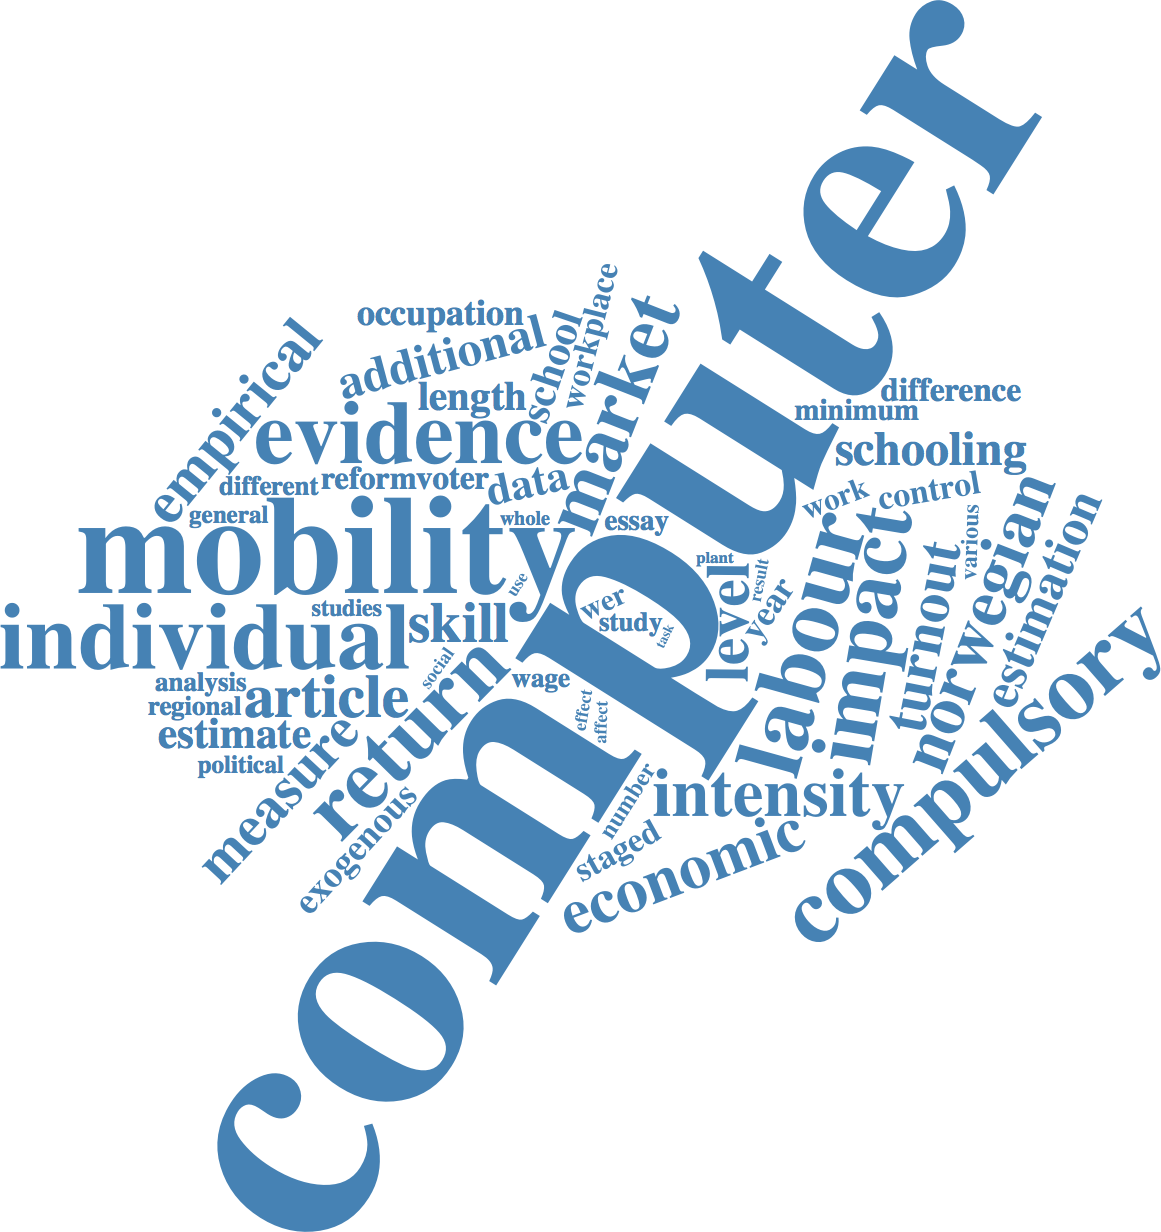 computer
occupation
additional
school
workplace
market
empirical
length
evidence
difference
minimum
schooling
different
reformvoter
data
work
control
general
mobility
whole
essay
various
norwegian
estimation
plant
use
level
result
year
labour
impact
turnout
individual
studies
skill
wer
study
task
compulsory
social
wage
analysis
regional
article
return
effect
affect
estimate
measure
political
exogenous
number
intensity
staged
economic